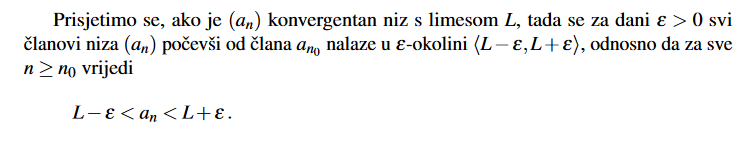 Prisjetimo se, ako je (aₙ) konvergentan niz s limesom L, tada se za dani ε > 0 svi
članovi niza (aₙ) počevši od člana aₙ₀ nalaze u ε-okolini ⟨L−ε,L+ε⟩, odnosno da za sve
n ≥ n₀ vrijedi
L−ε < aₙ < L+ε.